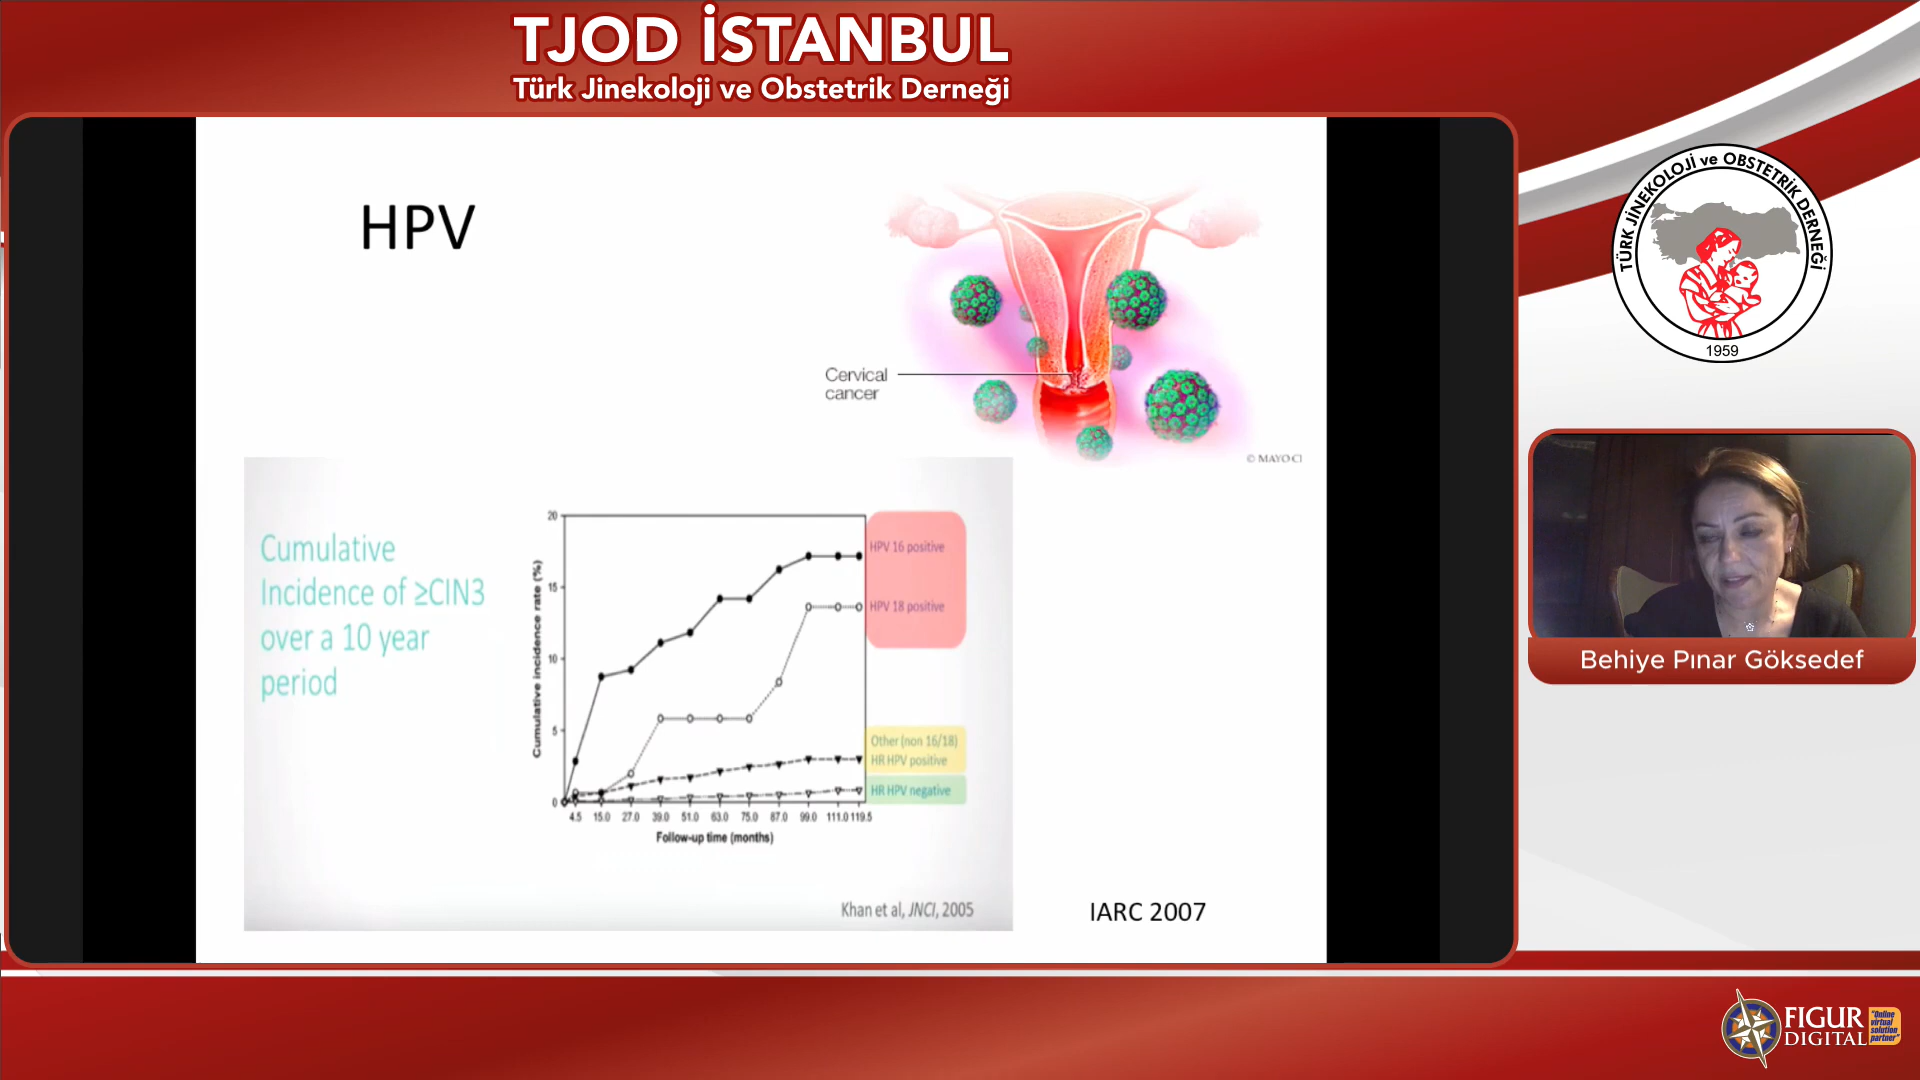 TJOD İSTANBUL
Türk Jinekoloji ve Obstetrik Derneği
HPV
Cervical
cancer
© MAYO CI
Cumulative
Incidence of ≥CIN3
over a 10 year
period
Cumulative incidence rate (%)
20
15
10
5
0
4.5 15.0 27.0 39.0 51.0 63.0 75.0 87.0 99.0 111.0 119.5
Follow-up time (months)
HPV 16 positive
HPV 18 positive
Other (non 16/18)
HR HPV positive
HR HPV negative
Khan et al, JNCI, 2005
IARC 2007
TÜRK JİNEKOLOJİ ve OBSTETRİK DERNEĞİ
1959
Behiye Pınar Göksedef
FIGUR
DIGITAL
"Online
virtual
solution
partner"